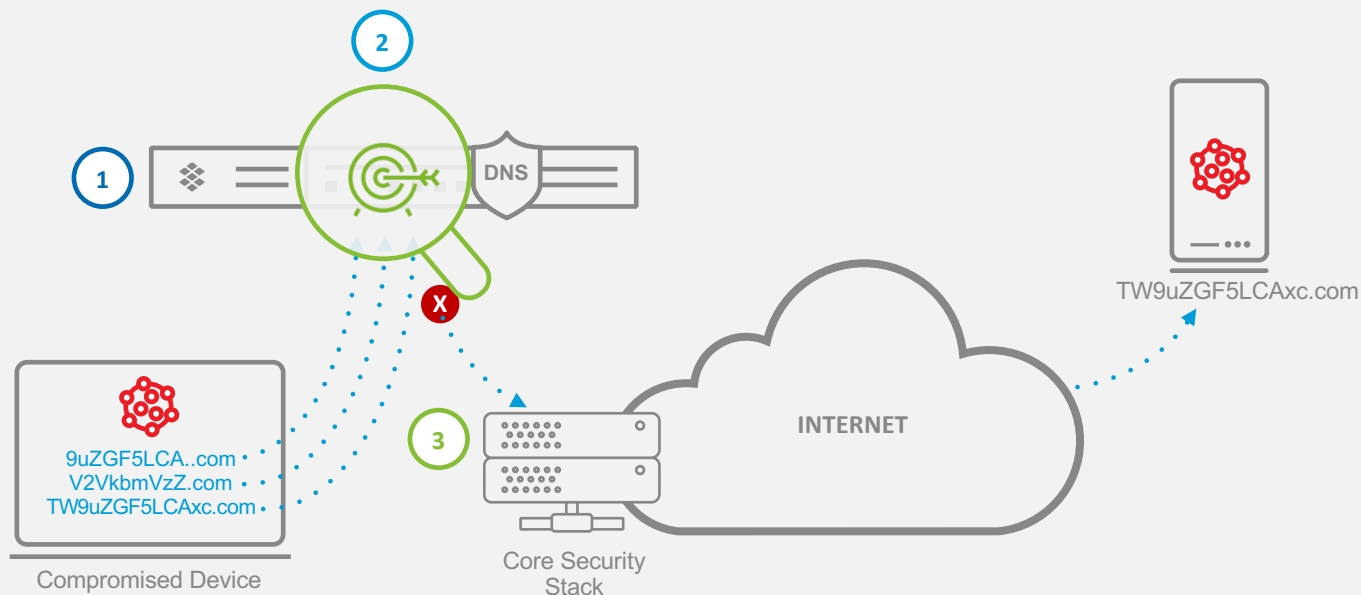 2
1
DNS
TW9uZGF5LCAxc.com
X
INTERNET
3
9uZGF5LCA..com
V2VkbmVzZ.com
TW9uZGF5LCAxc.com
Compromised Device
Core Security
Stack